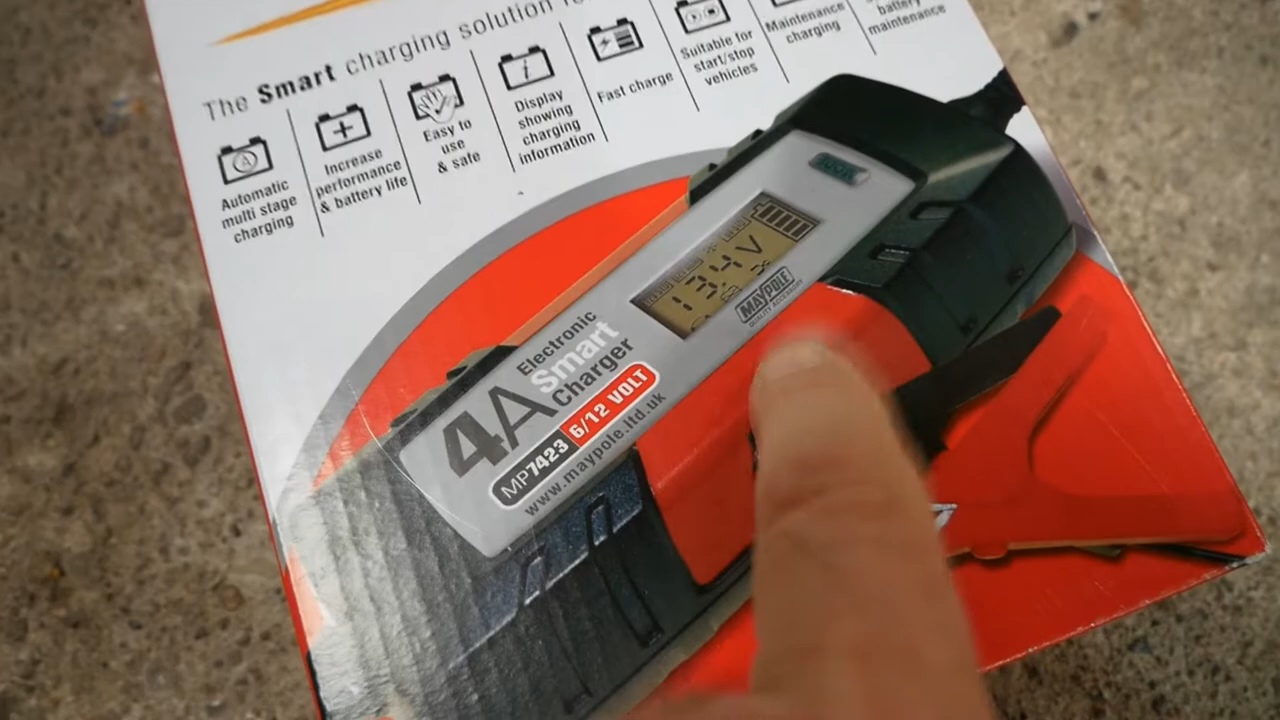 The Smart charging solution
Automatic
multi stage
charging
Increase
performance
& battery life
Easy to
use
& safe
Display
showing
charging
information
Fast charge
Suitable for
start/stop
vehicles
Maintenance
charging
battery
maintenance
13.4V
MAYPOLE
QUALITY ACCESSORY
4A
Electronic
Smart
Charger
MP7423 6/12 VOLT
www.maypole.ltd.uk